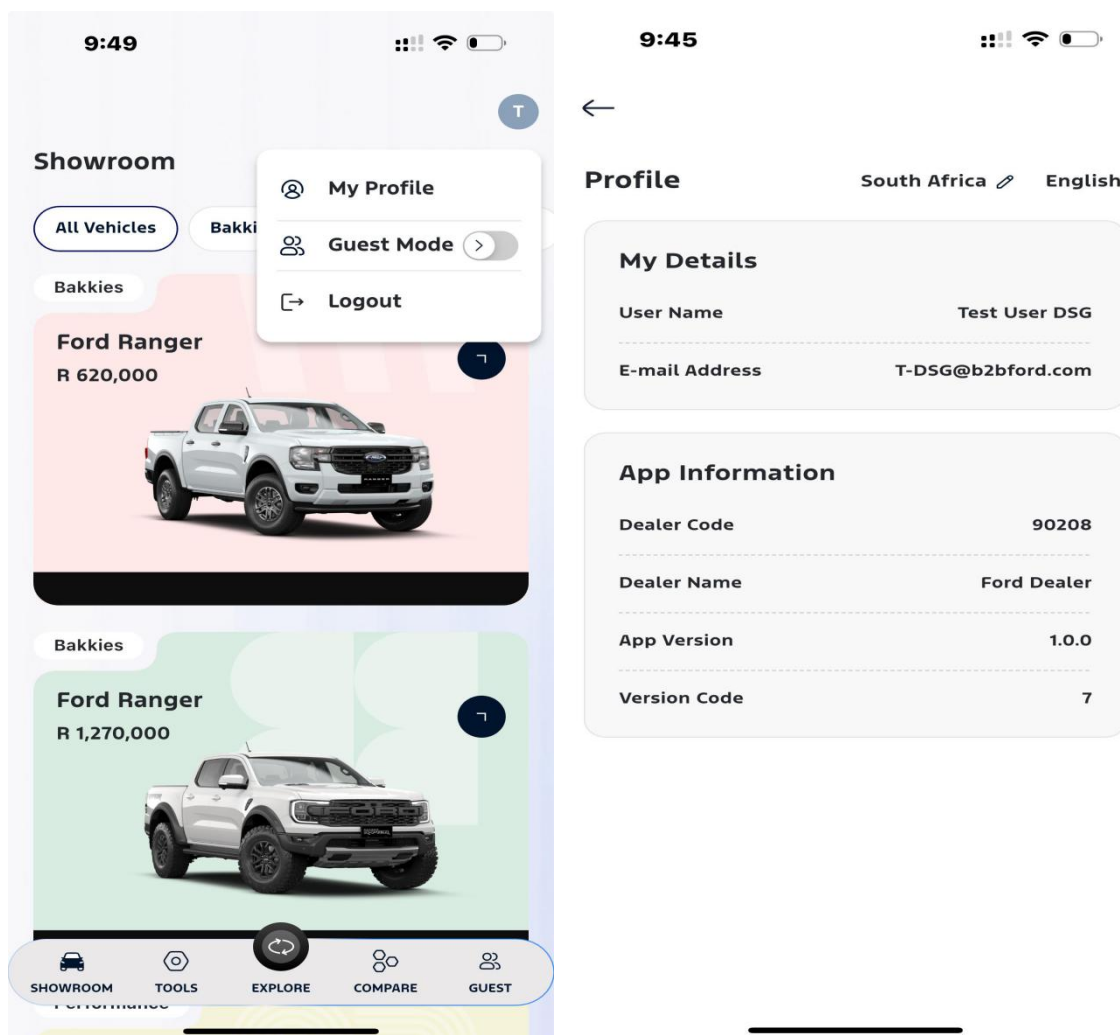 9:49
T
Showroom
My Profile
All Vehicles
Bakki
Guest Mode
Bakkies
Logout
Ford Ranger
R 620,000
Bakkies
Ford Ranger
R 1,270,000
SHOWROOM
TOOLS
EXPLORE
COMPARE
GUEST
Performance
9:45
Profile
South Africa
English
My Details
User Name
Test User DSG
E-mail Address
T-DSG@b2bford.com
App Information
Dealer Code
90208
Dealer Name
Ford Dealer
App Version
1.0.0
Version Code
7